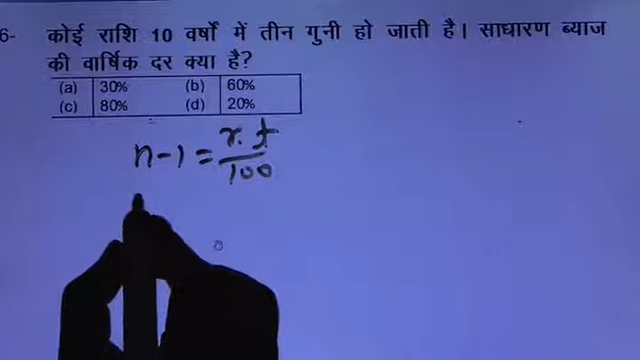 6- कोई राशि 10 वर्षो में तीन गुनी हो जाती है। साधारण ब्याज
की वार्षिक दर क्या है?
(a) 30% (b) 60%
(c) 80% (d) 20%
n-1 = r.t/100